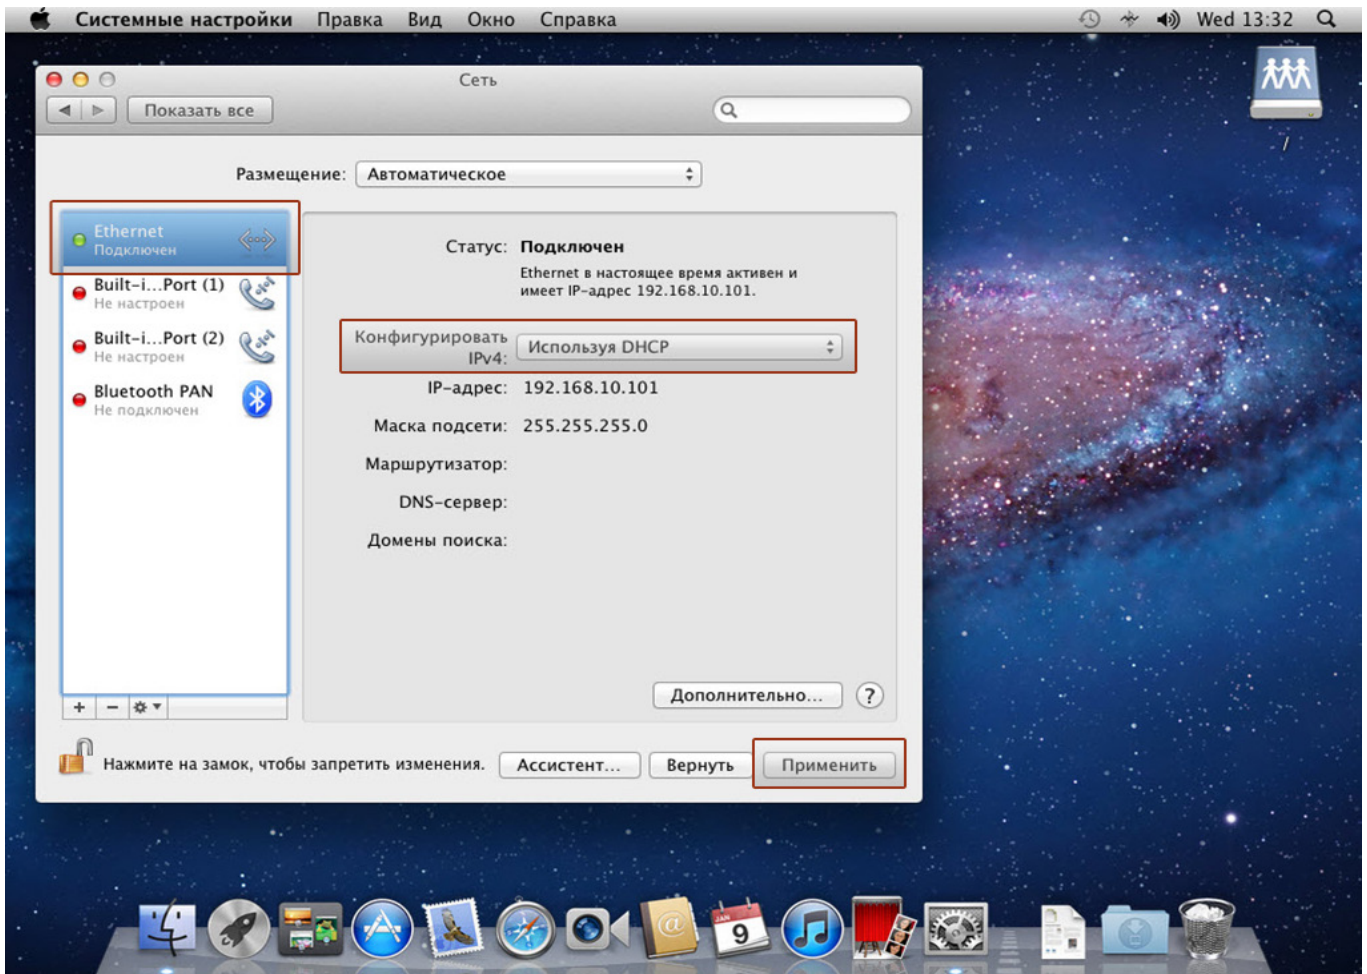 Системные настройки Правка Вид Окно Справка Wed 13:32
Сеть
Показать все
/
Размещение: Автоматическое
Ethernet
Подключен
Built-i...Port (1)
Не настроен
Built-i...Port (2)
Не настроен
Bluetooth PAN
Не подключен
Статус: Подключен
Ethernet в настоящее время активен и
имеет IP-адрес 192.168.10.101.
Конфигурировать
IPv4: Используя DHCP
IP-адрес: 192.168.10.101
Маска подсети: 255.255.255.0
Маршрутизатор:
DNS-сервер:
Домены поиска:
Дополнительно... ?
Нажмите на замок, чтобы запретить изменения. Ассистент... Вернуть Применить
JAN
9